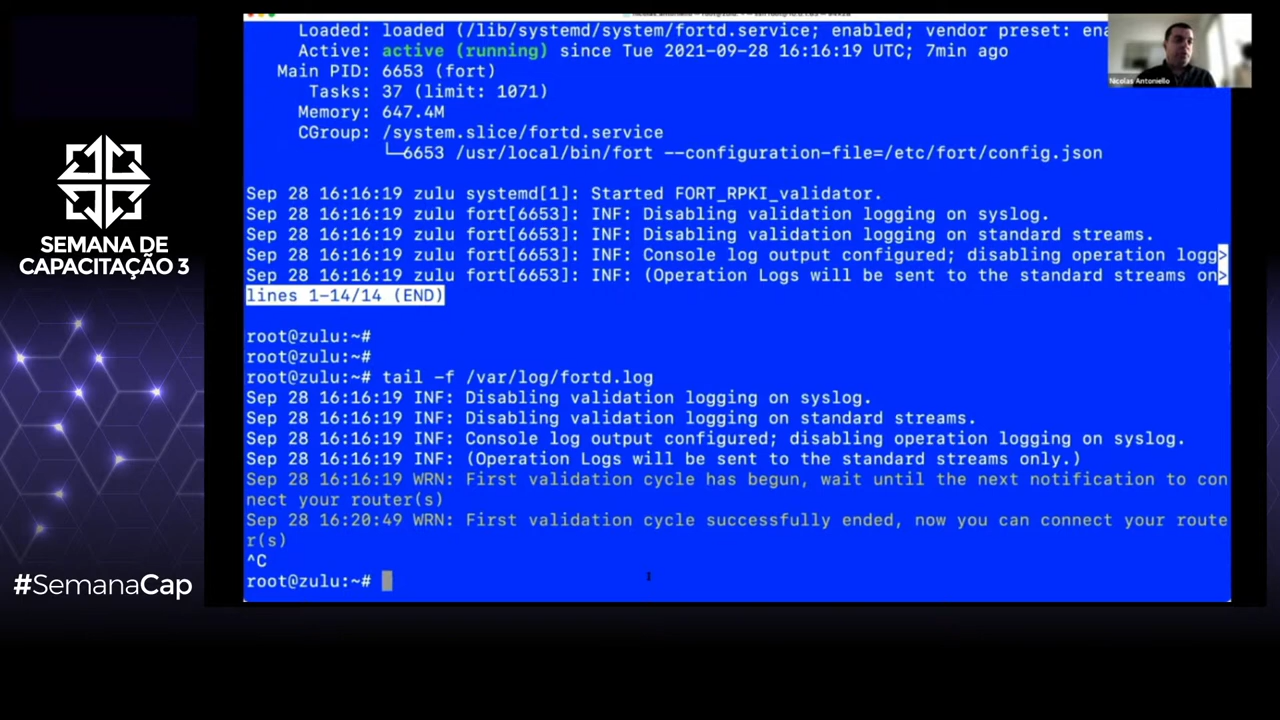 Loaded: loaded (/lib/systemd/system/fortd.service; enabled; vendor preset: ena
Active: active (running) since Tue 2021-09-28 16:16:19 UTC; 7min ago
Main PID: 6653 (fort)
Tasks: 37 (limit: 1071)
Memory: 647.4M
CGroup: /system.slice/fortd.service
└─6653 /usr/local/bin/fort --configuration-file=/etc/fort/config.json
Sep 28 16:16:19 zulu systemd[1]: Started FORT_RPKI_validator.
Sep 28 16:16:19 zulu fort[6653]: INF: Disabling validation logging on syslog.
Sep 28 16:16:19 zulu fort[6653]: INF: Disabling validation logging on standard streams.
Sep 28 16:16:19 zulu fort[6653]: INF: Console log output configured; disabling operation logg>
Sep 28 16:16:19 zulu fort[6653]: INF: (Operation Logs will be sent to the standard streams on>
lines 1-14/14 (END)
root@zulu:~#
root@zulu:~#
root@zulu:~# tail -f /var/log/fortd.log
Sep 28 16:16:19 INF: Disabling validation logging on syslog.
Sep 28 16:16:19 INF: Disabling validation logging on standard streams.
Sep 28 16:16:19 INF: Console log output configured; disabling operation logging on syslog.
Sep 28 16:16:19 INF: (Operation Logs will be sent to the standard streams only.)
Sep 28 16:16:19 WRN: First validation cycle has begun, wait until the next notification to con
nect your router(s)
Sep 28 16:20:49 WRN: First validation cycle successfully ended, now you can connect your route
r(s)
^C
root@zulu:~#
Nicolas Antoniello
SEMANA DE
CAPACITAÇÃO 3
#SemanaCap